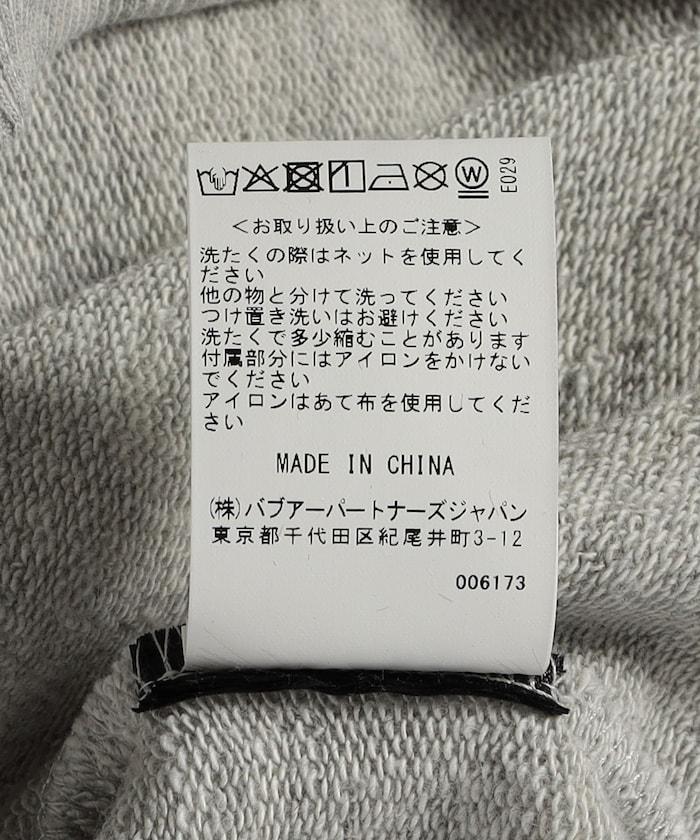 W
E029
<お取り扱い上のご注意>
洗たくの際はネットを使用してく
ださい
他の物と分けて洗ってください
つけ置き洗いはお避けください
洗たくで多少縮むことがあります
付属部分にはアイロンをかけない
でください
アイロンはあて布を使用してくだ
さい
MADE IN CHINA
(株)バブアーパートナーズジャパン
東京都千代田区紀尾井町3-12
006173